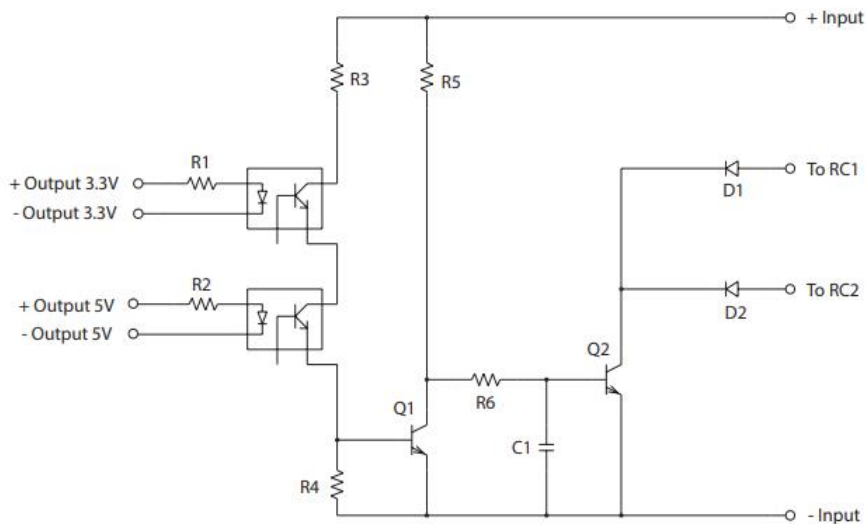 + Input
R3
R5
R1
+ Output 3.3V
- Output 3.3V
To RC1
D1
R2
+ Output 5V
- Output 5V
To RC2
D2
Q2
R6
Q1
C1
R4
- Input